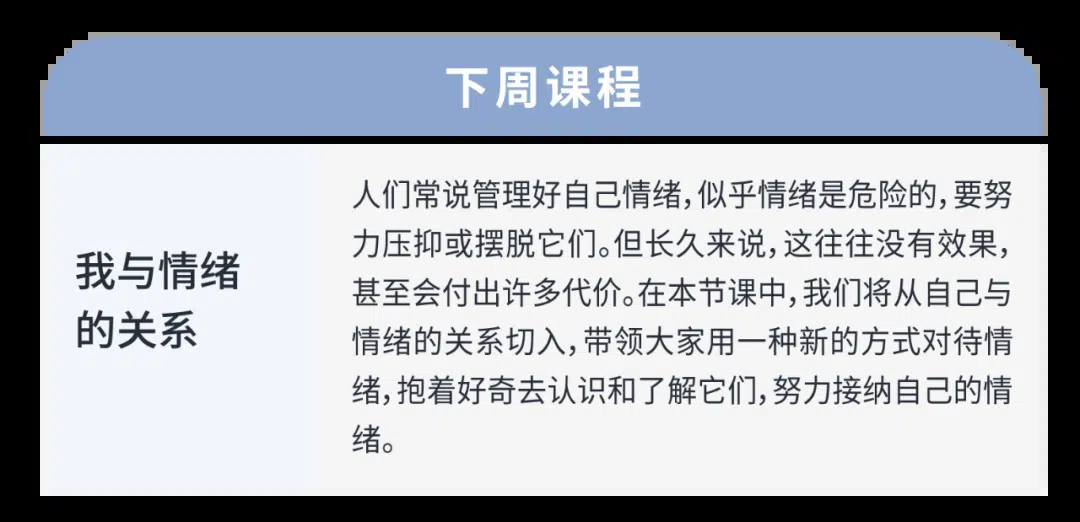 下周课程
我与情绪
的关系
人们常说管理好自己情绪，似乎情绪是危险的，要努
力压抑或摆脱它们。但长久来说，这往往没有效果，
甚至会付出许多代价。在本节课中，我们将从自己与
情绪的关系切入，带领大家用一种新的方式对待情
绪，抱着好奇去认识和了解它们，努力接纳自己的情
绪。